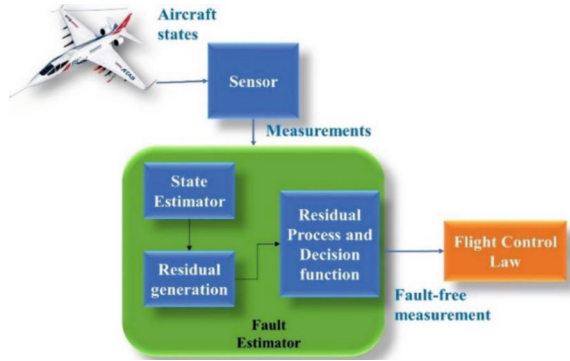 Aircraft
states
Sensor
Measurements
State
Estimator
Residual
generation
Residual
Process and
Decision
function
Fault
Estimator
Fault-free
measurement
Flight Control
Law